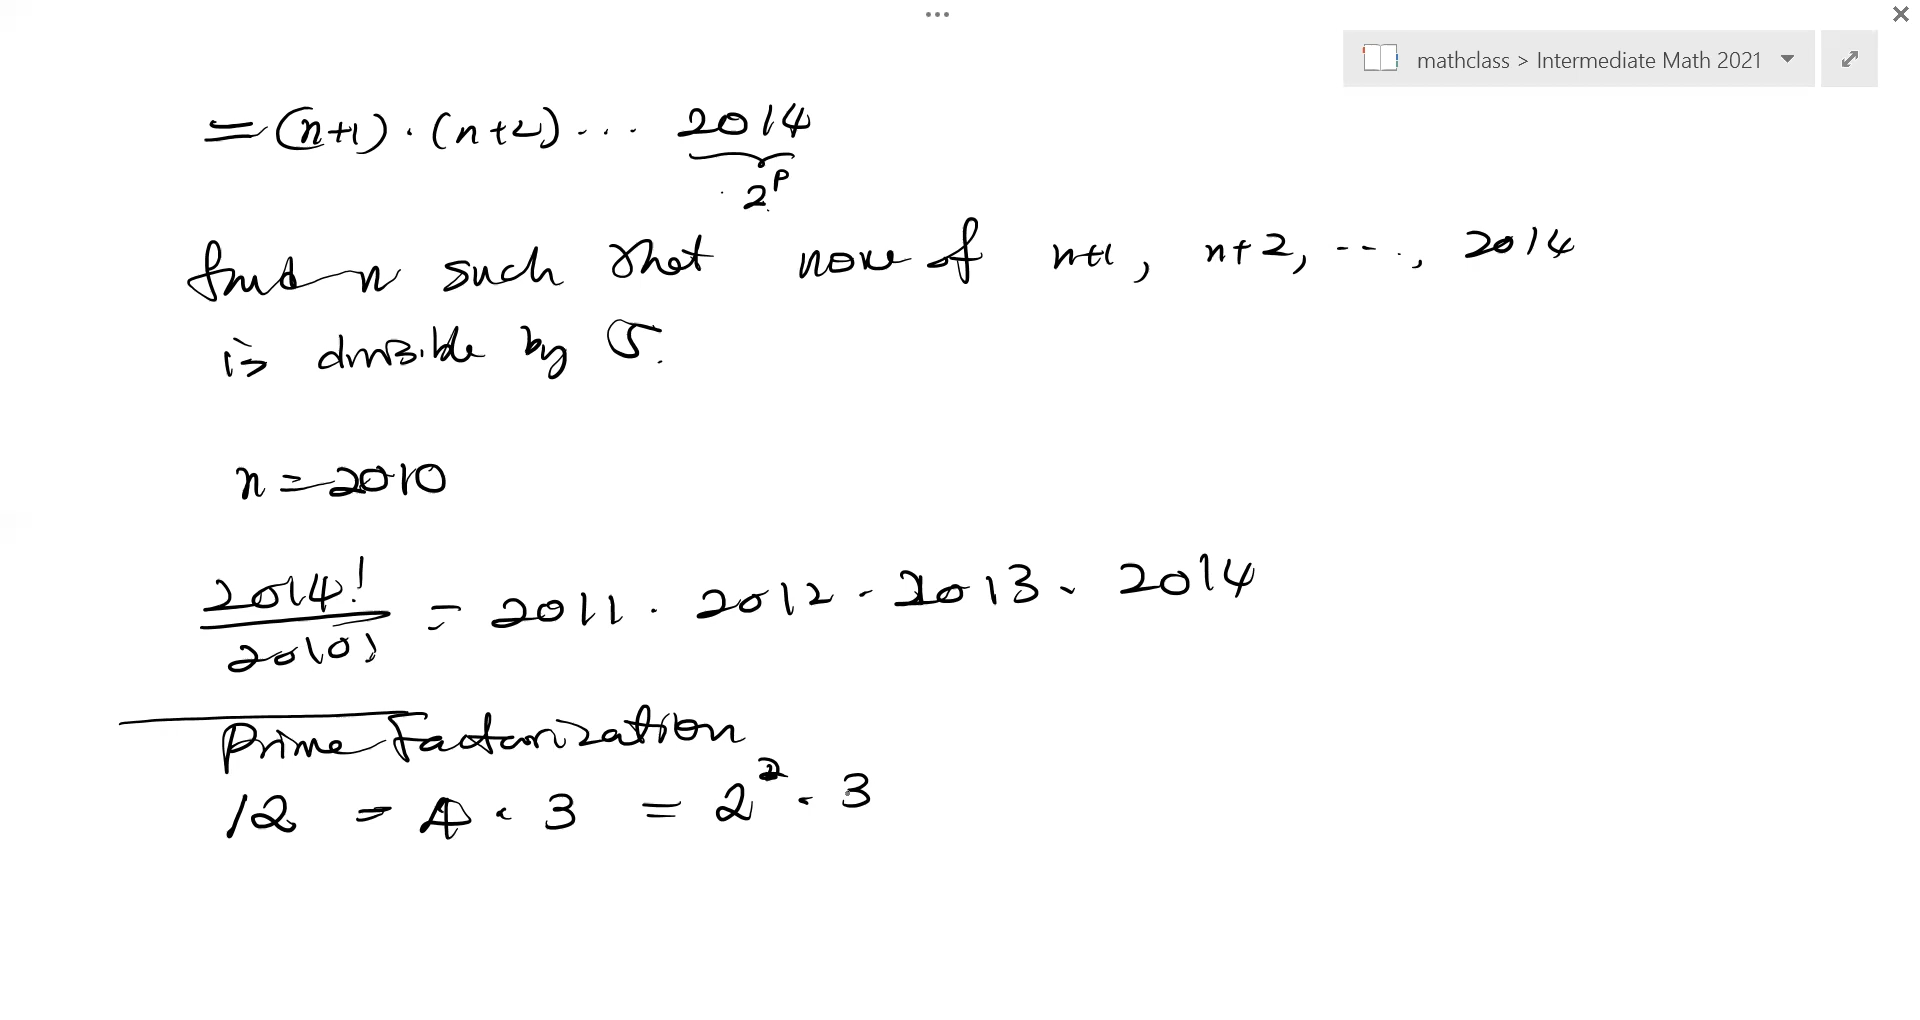 ...
mathclass > Intermediate Math 2021
= (n+1) · (n+2) ... 2014
2^p
find n such that none of n+1, n+2, ..., 2014
is divisible by 5.
n = 2010
2014!/2010! = 2011 · 2012 · 2013 · 2014
Prime Factorization
12 = 4 · 3 = 2^2 · 3